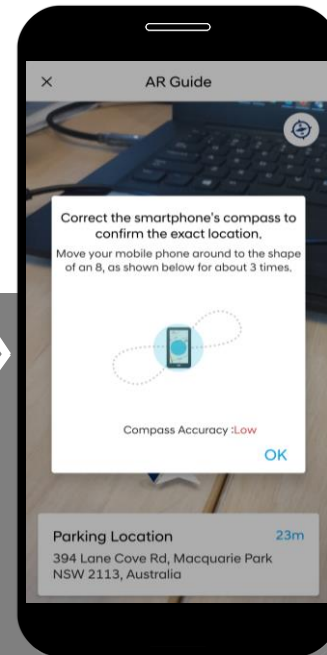 AR Guide
Correct the smartphone's compass to
confirm the exact location.
Move your mobile phone around to the shape
of an 8, as shown below for about 3 times.
Compass Accuracy :Low
OK
Parking Location 23m
394 Lane Cove Rd, Macquarie Park
NSW 2113, Australia